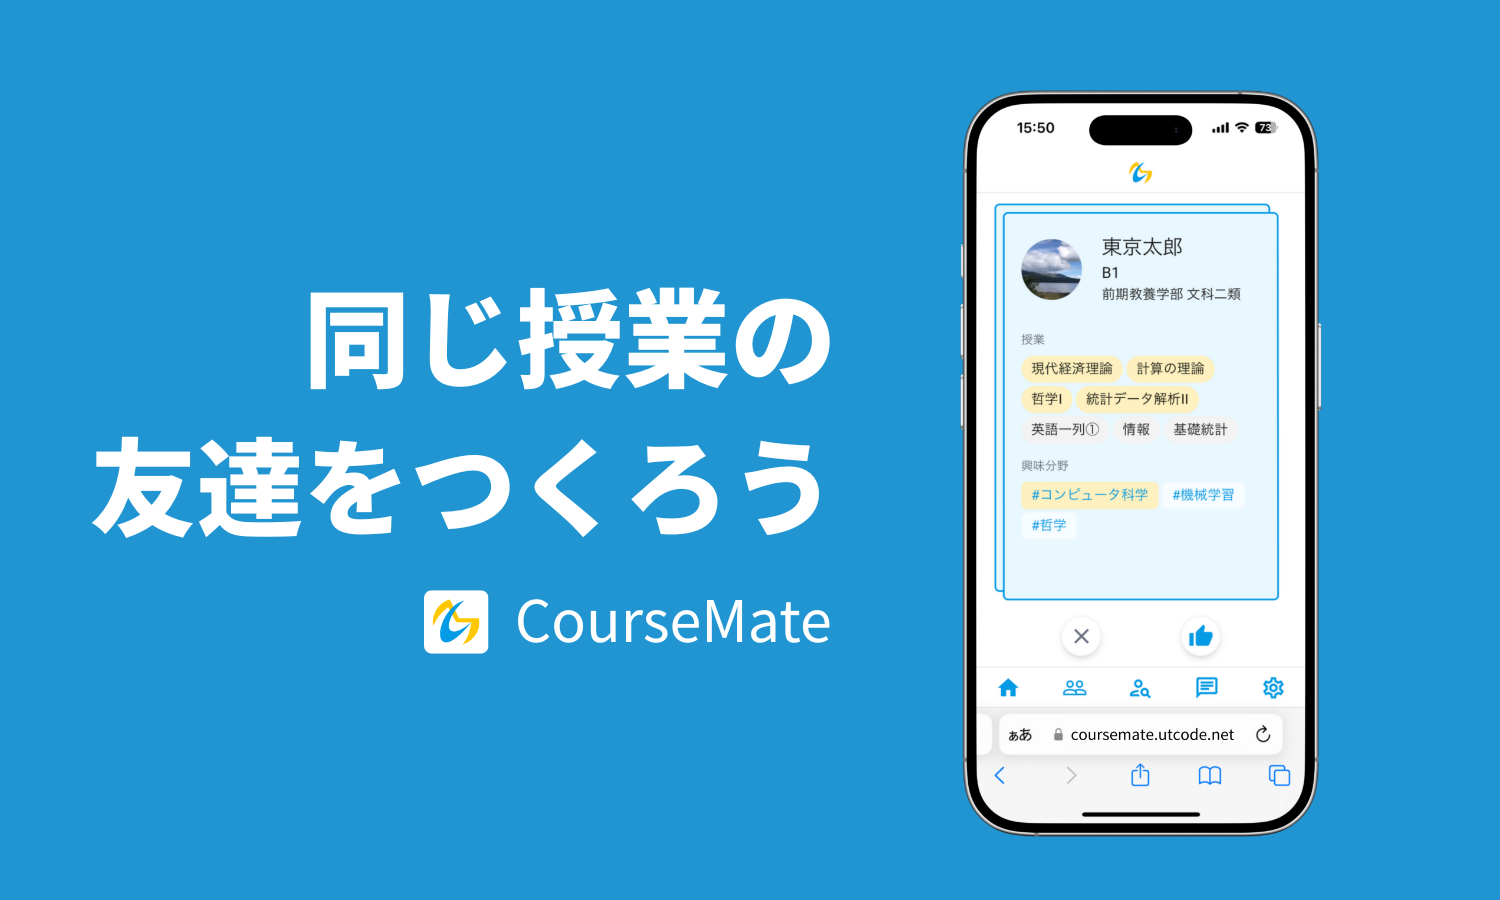 同じ授業の
友達をつくろう
CourseMate
15:50
73
東京太郎
B1
前期教養学部 文科二類
授業
現代経済理論 計算の理論
哲学I 統計データ解析II
英語一列① 情報 基礎統計
興味分野
#コンピュータ科学 #機械学習
#哲学
ぁあ coursemate.utcode.net